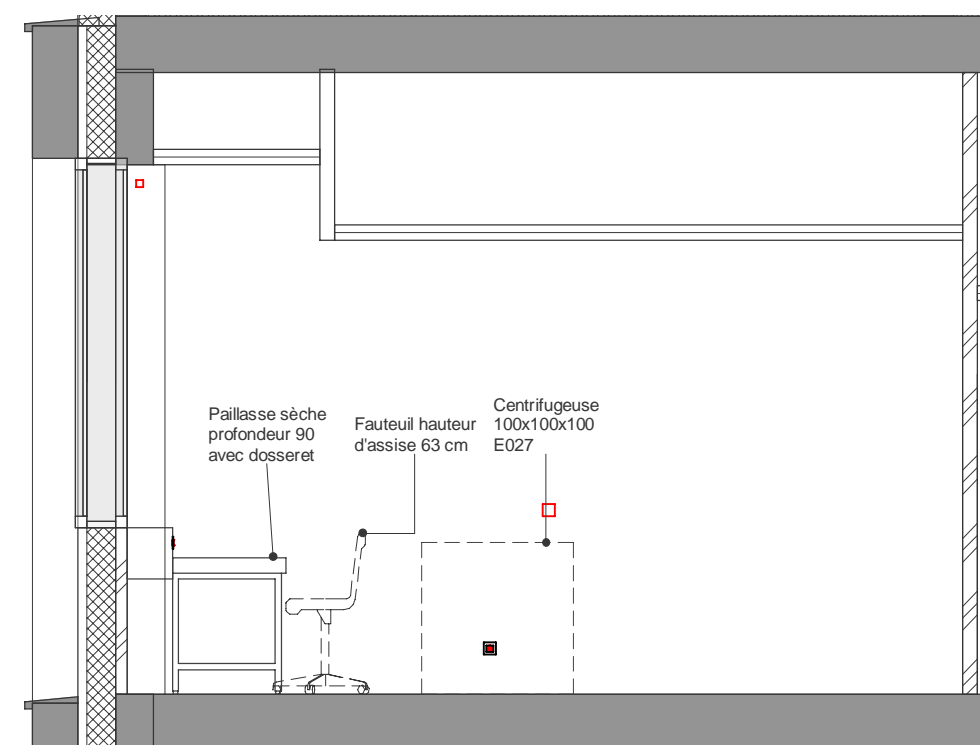 Paillasse sèche
profondeur 90
avec dosseret
Fauteuil hauteur
d'assise 63 cm
Centrifugeuse
100x100x100
E027